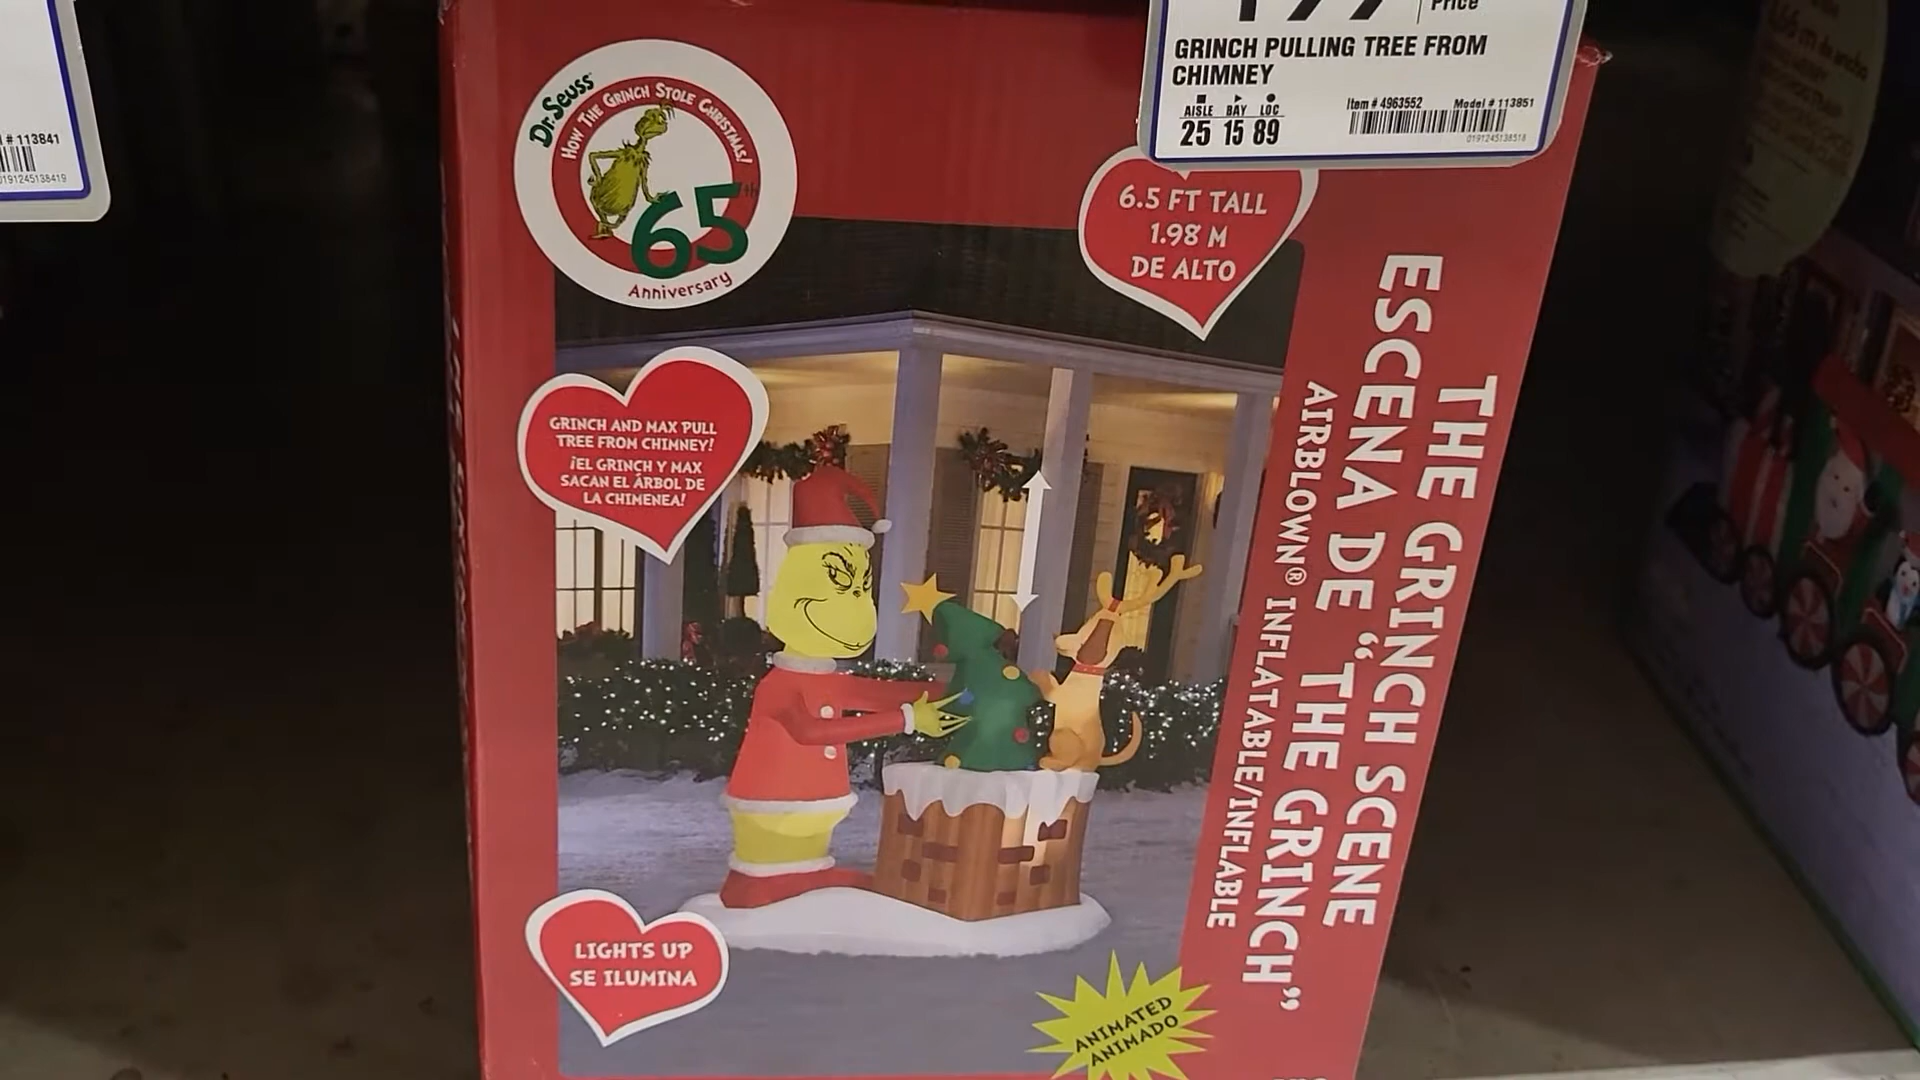 # 113841
0191245138419
Price
GRINCH PULLING TREE FROM
CHIMNEY
AISLE BAY LOC
25 15 89
Item # 4963552 Model # 113851
0191245138518
Dr. Seuss
HOW THE GRINCH STOLE CHRISTMAS!
65th
Anniversary
6.5 FT TALL
1.98 M
DE ALTO
GRINCH AND MAX PULL
TREE FROM CHIMNEY!
¡EL GRINCH Y MAX
SACAN EL ÁRBOL DE
LA CHIMENEA!
THE GRINCH SCENE
ESCENA DE "THE GRINCH"
AIRBLOWN® INFLATABLE/INFLABLE
LIGHTS UP
SE ILUMINA
ANIMATED
ANIMADO